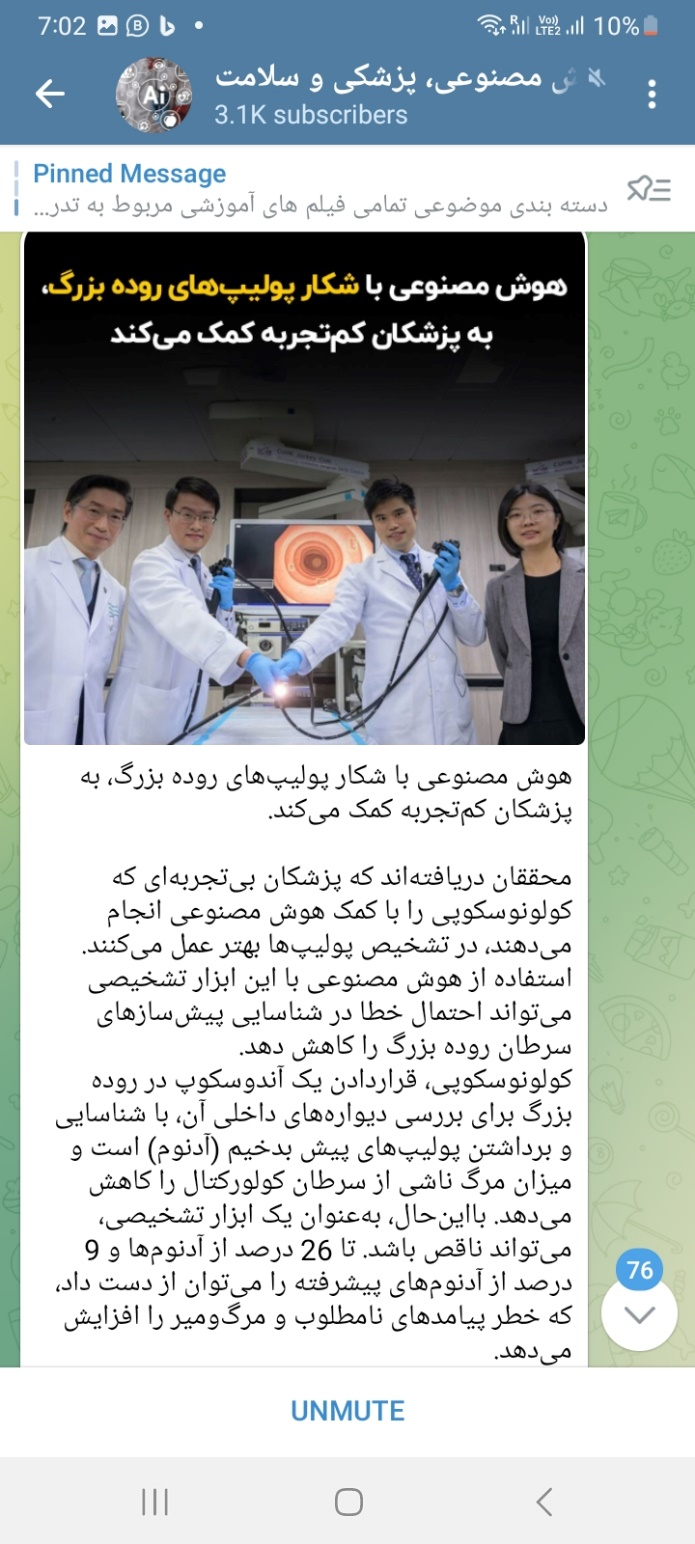 7:02
Vo)) LTE2 10%
ش مصنوعی، پزشکی و سلامت
3.1K subscribers
Ai
Pinned Message
دسته بندی موضوعی تمامی فیلم های آموزشی مربوط به تدر...
هوش مصنوعی با شکار پولیپ‌های روده بزرگ،
به پزشکان کم‌تجربه کمک می‌کند
هوش مصنوعی با شکار پولیپ‌های روده بزرگ، به
پزشکان کم‌تجربه کمک می‌کند.
محققان دریافته‌اند که پزشکان بی‌تجربه‌ای که
کولونوسکوپی را با کمک هوش مصنوعی انجام
می‌دهند، در تشخیص پولیپ‌ها بهتر عمل می‌کنند.
استفاده از هوش مصنوعی با این ابزار تشخیصی
می‌تواند احتمال خطا در شناسایی پیش‌سازهای
سرطان روده بزرگ را کاهش دهد.
کولونوسکوپی، قراردادن یک آندوسکوپ در روده
بزرگ برای بررسی دیواره‌های داخلی آن، با شناسایی
و برداشتن پولیپ‌های پیش بدخیم (آدنوم) است و
میزان مرگ ناشی از سرطان کولورکتال را کاهش
می‌دهد. بااین‌حال، به‌عنوان یک ابزار تشخیصی،
می‌تواند ناقص باشد. تا 26 درصد از آدنوم‌ها و 9
درصد از آدنوم‌های پیشرفته را می‌توان از دست داد،
که خطر پیامدهای نامطلوب و مرگ‌ومیر را افزایش
می‌دهد.
76
UNMUTE